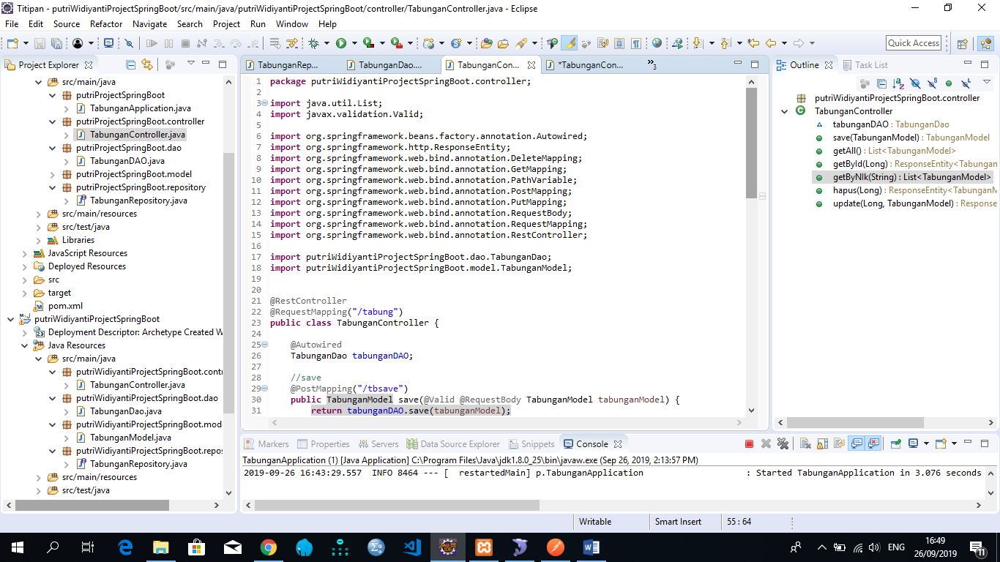 Titipan - putriWidiyantiProjectSpringBoot/src/main/java/putriWidiyantiProjectSpringBoot/controller/TabunganController.java - Eclipse
File Edit Source Refactor Navigate Search Project Run Window Help
Quick Access
Project Explorer
src/main/java
putriProjectSpringBoot
TabunganApplication.java
putriProjectSpringBoot.controller
TabunganController.java
putriProjectSpringBoot.dao
TabunganDAO.java
putriProjectSpringBoot.model
putriProjectSpringBoot.repository
TabunganRepository.java
src/main/resources
src/test/java
Libraries
JavaScript Resources
Deployed Resources
src
target
pom.xml
putriWidiyantiProjectSpringBoot
Deployment Descriptor: Archetype Created W
Java Resources
src/main/java
putriWidiyantiProjectSpringBoot.contr
TabunganController.java
putriWidiyantiProjectSpringBoot.dao
TabunganDao.java
putriWidiyantiProjectSpringBoot.mod
TabunganModel.java
putriWidiyantiProjectSpringBoot.repos
TabunganRepository.java
src/main/resources
src/test/java
TabunganRep... TabunganDao.... TabunganCon... *TabunganCon... »3
1 package putriWidiyantiProjectSpringBoot.controller;
2
3 import java.util.List;
4 import javax.validation.Valid;
5
6 import org.springframework.beans.factory.annotation.Autowired;
7 import org.springframework.http.ResponseEntity;
8 import org.springframework.web.bind.annotation.DeleteMapping;
9 import org.springframework.web.bind.annotation.GetMapping;
10 import org.springframework.web.bind.annotation.PathVariable;
11 import org.springframework.web.bind.annotation.PostMapping;
12 import org.springframework.web.bind.annotation.PutMapping;
13 import org.springframework.web.bind.annotation.RequestBody;
14 import org.springframework.web.bind.annotation.RequestMapping;
15 import org.springframework.web.bind.annotation.RestController;
16
17 import putriWidiyantiProjectSpringBoot.dao.TabunganDao;
18 import putriWidiyantiProjectSpringBoot.model.TabunganModel;
19
20
21 @RestController
22 @RequestMapping("/tabung")
23 public class TabunganController {
24
25 @Autowired
26 TabunganDao tabunganDAO;
27
28 //save
29 @PostMapping("/tbsave")
30 public TabunganModel save(@Valid @RequestBody TabunganModel tabunganModel) {
31 return tabunganDAO.save(tabunganModel);
Outline Task List
putriWidiyantiProjectSpringBoot.controller
TabunganController
tabunganDAO : TabunganDao
save(TabunganModel) : TabunganModel
getAll() : List<TabunganModel>
getById(Long) : ResponseEntity<Tabungan
getByNIk(String) : List<TabunganModel>
hapus(Long) : ResponseEntity<TabunganM
update(Long, TabunganModel) : Response
Markers Properties Servers Data Source Explorer Snippets Console
TabunganApplication (1) [Java Application] C:\Program Files\Java\jdk1.8.0_25\bin\javaw.exe (Sep 26, 2019, 2:13:57 PM)
2019-09-26 16:43:29.557 INFO 8464 --- [ restartedMain] p.TabunganApplication : Started TabunganApplication in 3.076 seconds
Writable Smart Insert 55 : 64
ENG 16:49
26/09/2019
11